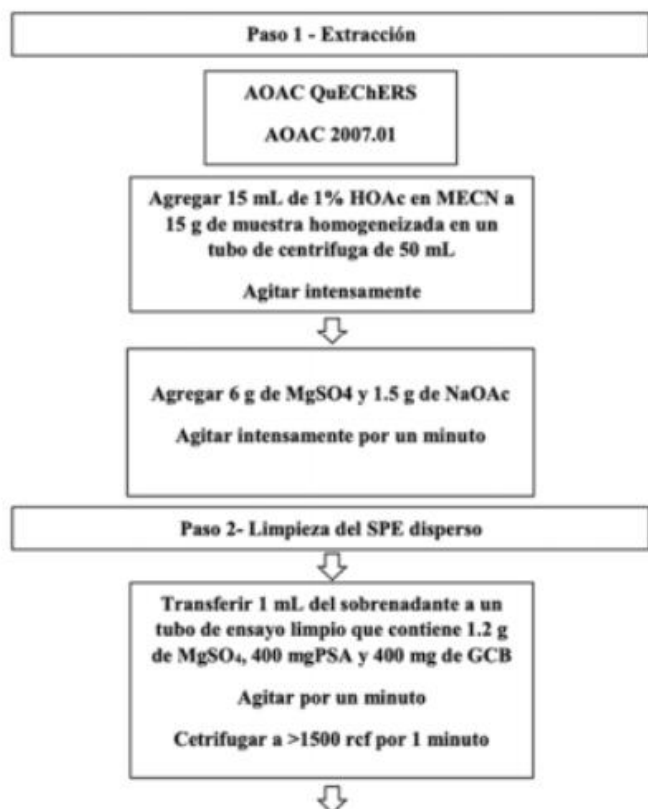 Paso 1 - Extracción
AOAC QuEChERS
AOAC 2007.01
Agregar 15 mL de 1% HOAc en MECN a
15 g de muestra homogeneizada en un
tubo de centrifuga de 50 mL
Agitar intensamente
Agregar 6 g de MgSO4 y 1.5 g de NaOAc
Agitar intensamente por un minuto
Paso 2- Limpieza del SPE disperso
Transferir 1 mL del sobrenadante a un
tubo de ensayo limpio que contiene 1.2 g
de MgSO₄, 400 mgPSA y 400 mg de GCB
Agitar por un minuto
Cetrifugar a >1500 rcf por 1 minuto